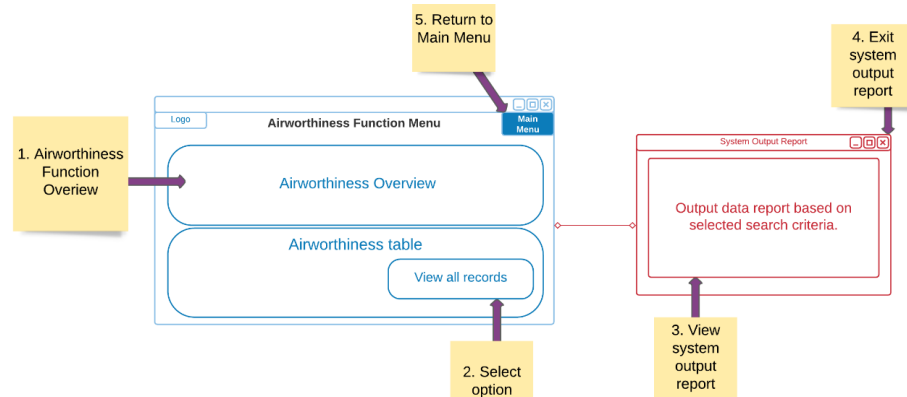 5. Return to
Main Menu
4. Exit
system
output
report
Logo
Airworthiness Function Menu
Main
Menu
1. Airworthiness
Function
Overiew
Airworthiness Overview
Airworthiness table
View all records
System Output Report
Output data report based on
selected search criteria.
2. Select
option
3. View
system
output
report